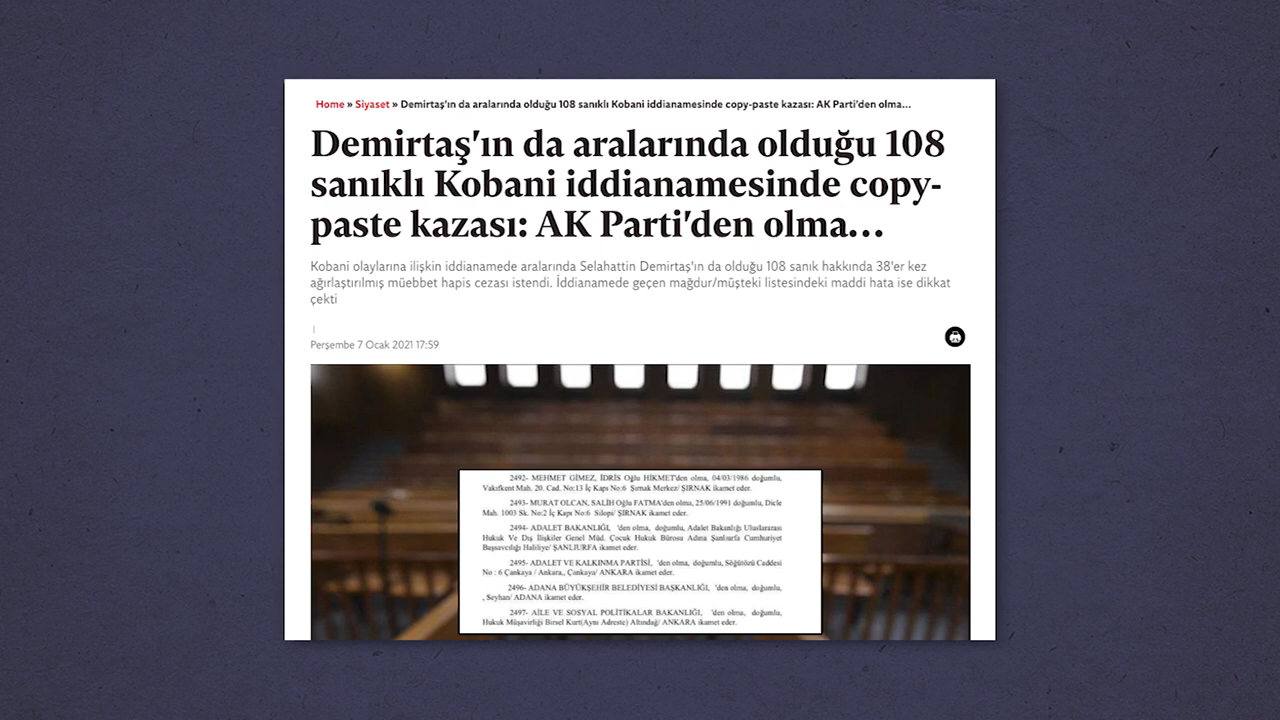 Home » Siyaset » Demirtaş'ın da aralarında olduğu 108 sanıklı Kobani iddianamesinde copy-paste kazası: AK Parti'den olma...
Demirtaş'ın da aralarında olduğu 108
sanıklı Kobani iddianamesinde copy-
paste kazası: AK Parti'den olma...
Kobani olaylarına ilişkin iddianamede aralarında Selahattin Demirtaş'ın da olduğu 108 sanık hakkında 38'er kez
ağırlaştırılmış müebbet hapis cezası istendi. İddianamede geçen mağdur/müşteki listesindeki maddi hata ise dikkat
çekti
Perşembe 7 Ocak 2021 17:59
2492- MEHMET GİMEZ, İDRİS Oğlu HİKMET'den olma, 04/03/1986 doğumlu,
Vakıfkent Mah. 20. Cad. No:13 İç Kapı No:6 Şırnak Merkez/ ŞIRNAK ikamet eder.
2493- MURAT OLCAN, SALİH Oğlu FATMA'den olma, 25/06/1991 doğumlu, Dicle
Mah. 1003 Sk. No:2 İç Kapı No:6 Silopi/ ŞIRNAK ikamet eder.
2494- ADALET BAKANLIĞI, 'den olma, doğumlu, Adalet Bakanlığı Uluslararası
Hukuk Ve Dış İlişkiler Genel Müd. Çocuk Hukuk Bürosu Adına Şanlıurfa Cumhuriyet
Başsavcılığı Haliliye/ ŞANLIURFA ikamet eder.
2495- ADALET VE KALKINMA PARTİSİ, 'den olma, doğumlu, Söğütözü Caddesi
No : 6 Çankaya / Ankara,, Çankaya/ ANKARA ikamet eder.
2496- ADANA BÜYÜKŞEHİR BELEDİYESİ BAŞKANLIĞI, 'den olma, doğumlu,
, Seyhan/ ADANA ikamet eder.
2497- AİLE VE SOSYAL POLİTİKALAR BAKANLIĞI, 'den olma, doğumlu,
Hukuk Müşavirliği Birsel Kurt(Aynı Adreste) Altındağ/ ANKARA ikamet eder.